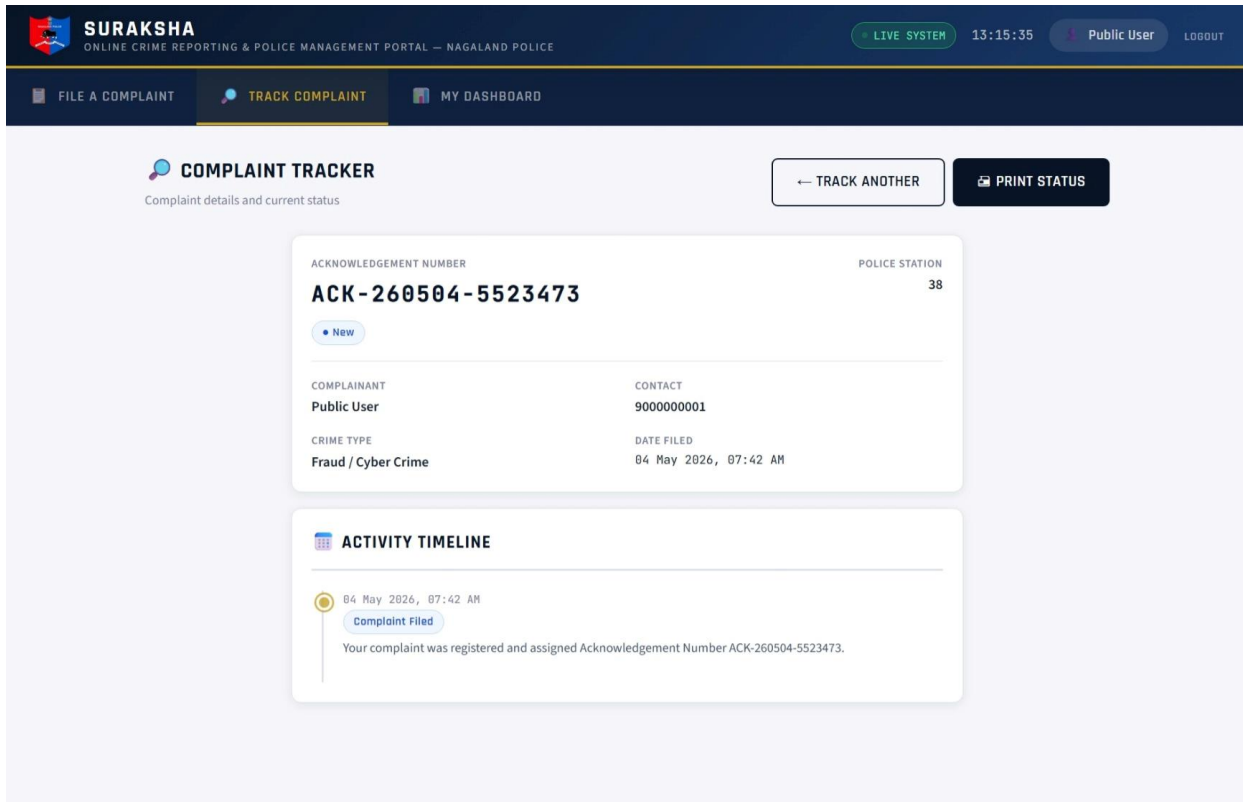 SURAKSHA
ONLINE CRIME REPORTING & POLICE MANAGEMENT PORTAL — NAGALAND POLICE
LIVE SYSTEM
13:15:35
Public User
LOGOUT
FILE A COMPLAINT
TRACK COMPLAINT
MY DASHBOARD
COMPLAINT TRACKER
Complaint details and current status
← TRACK ANOTHER
PRINT STATUS
ACKNOWLEDGEMENT NUMBER
ACK-260504-5523473
New
POLICE STATION
38
COMPLAINANT
Public User
CONTACT
9000000001
CRIME TYPE
Fraud / Cyber Crime
DATE FILED
04 May 2026, 07:42 AM
ACTIVITY TIMELINE
04 May 2026, 07:42 AM
Complaint Filed
Your complaint was registered and assigned Acknowledgement Number ACK-260504-5523473.